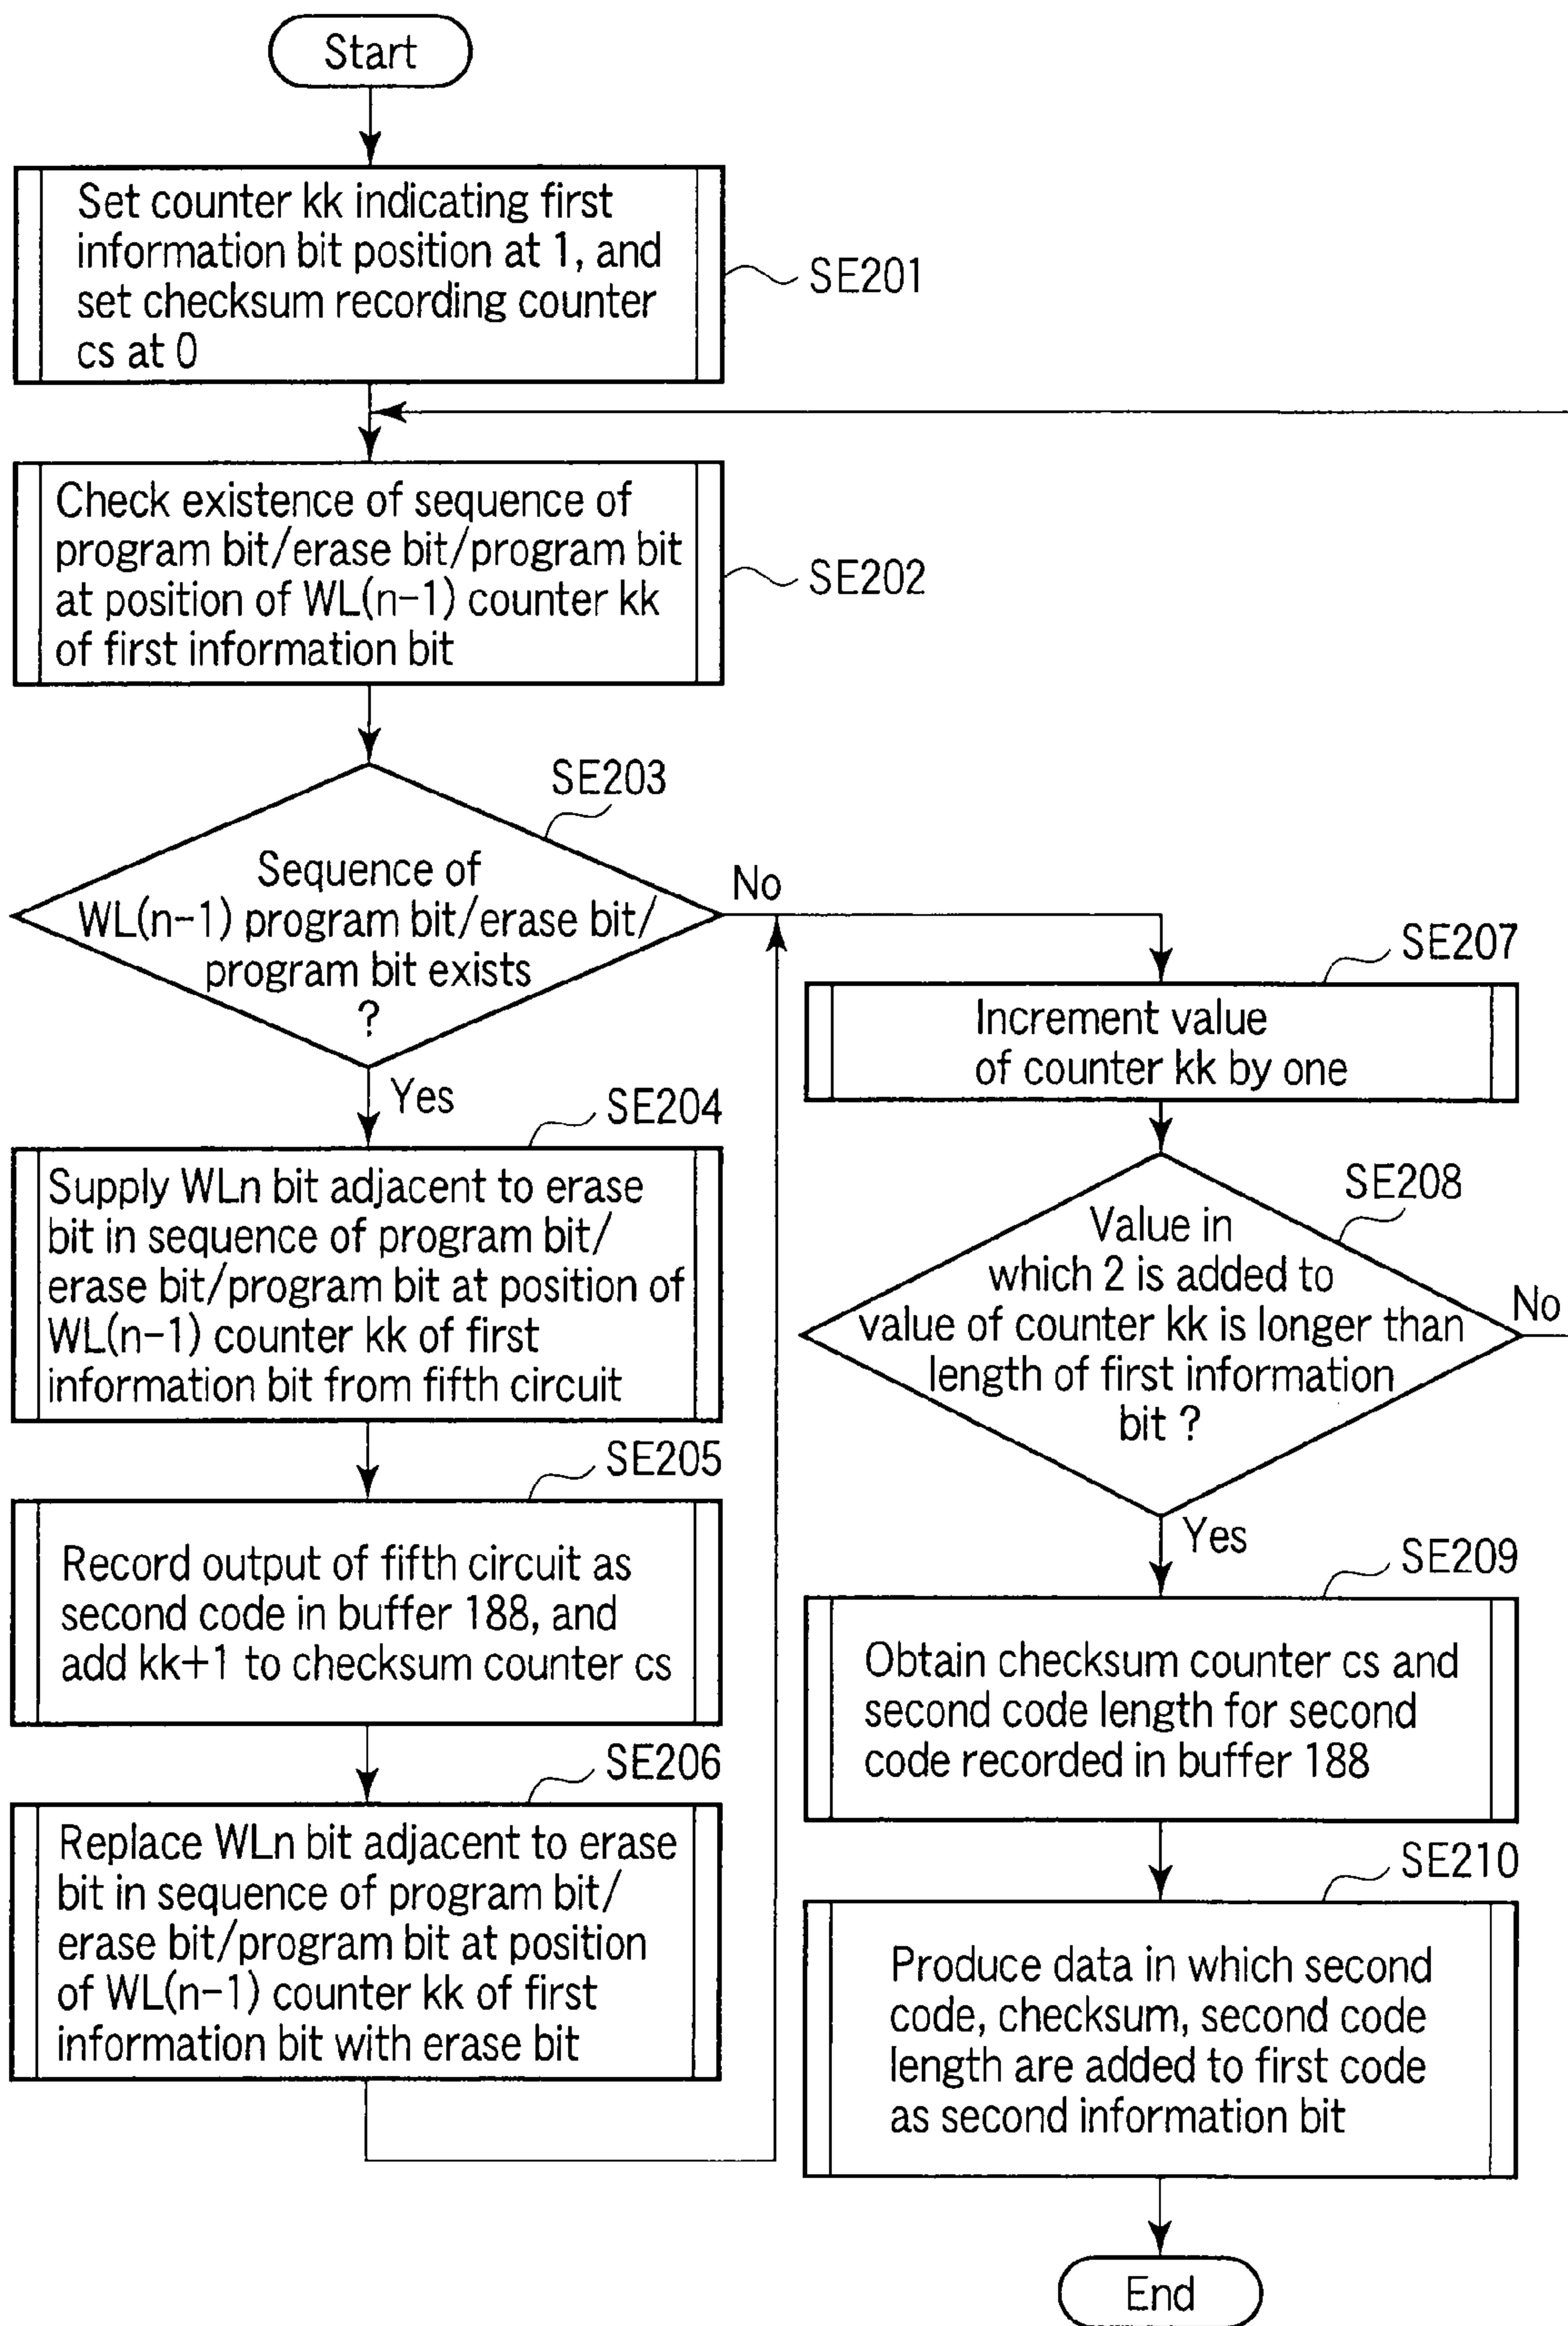 Start
Set counter kk indicating first
information bit position at 1, and
set checksum recording counter
cs at 0
SE201
Check existence of sequence of
program bit/erase bit/program bit
at position of WL(n-1) counter kk
of first information bit
SE202
SE203
Sequence of
WL(n-1) program bit/erase bit/
program bit exists
?
No
Yes
SE204
Supply WLn bit adjacent to erase
bit in sequence of program bit/
erase bit/program bit at position of
WL(n-1) counter kk of first
information bit from fifth circuit
SE205
Record output of fifth circuit as
second code in buffer 188, and
add kk+1 to checksum counter cs
SE206
Replace WLn bit adjacent to erase
bit in sequence of program bit/
erase bit/program bit at position
of WL(n-1) counter kk of first
information bit with erase bit
SE207
Increment value
of counter kk by one
SE208
Value in
which 2 is added to
value of counter kk is longer than
length of first information
bit ?
No
Yes
SE209
Obtain checksum counter cs and
second code length for second
code recorded in buffer 188
SE210
Produce data in which second
code, checksum, second code
length are added to first code
as second information bit
End